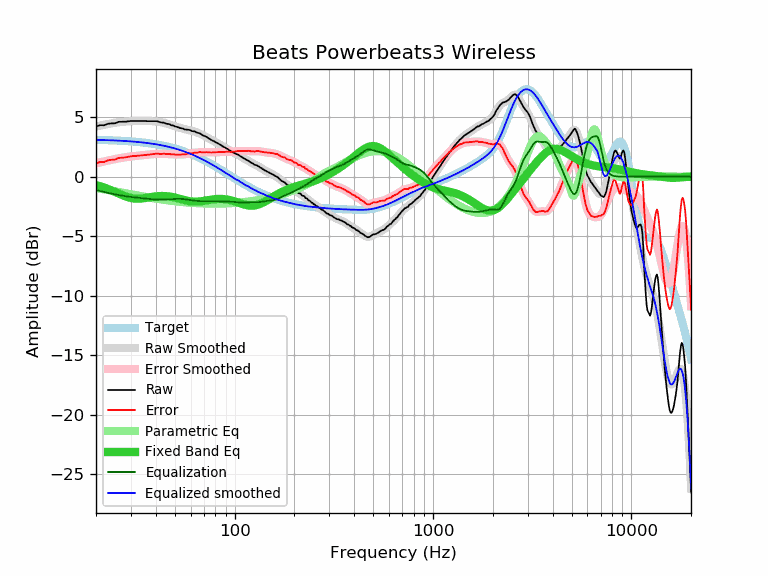 Beats Powerbeats3 Wireless
Amplitude (dBr)
5
0
−5
−10
−15
−20
−25
Target
Raw Smoothed
Error Smoothed
Raw
Error
Parametric Eq
Fixed Band Eq
Equalization
Equalized smoothed
100
1000
10000
Frequency (Hz)